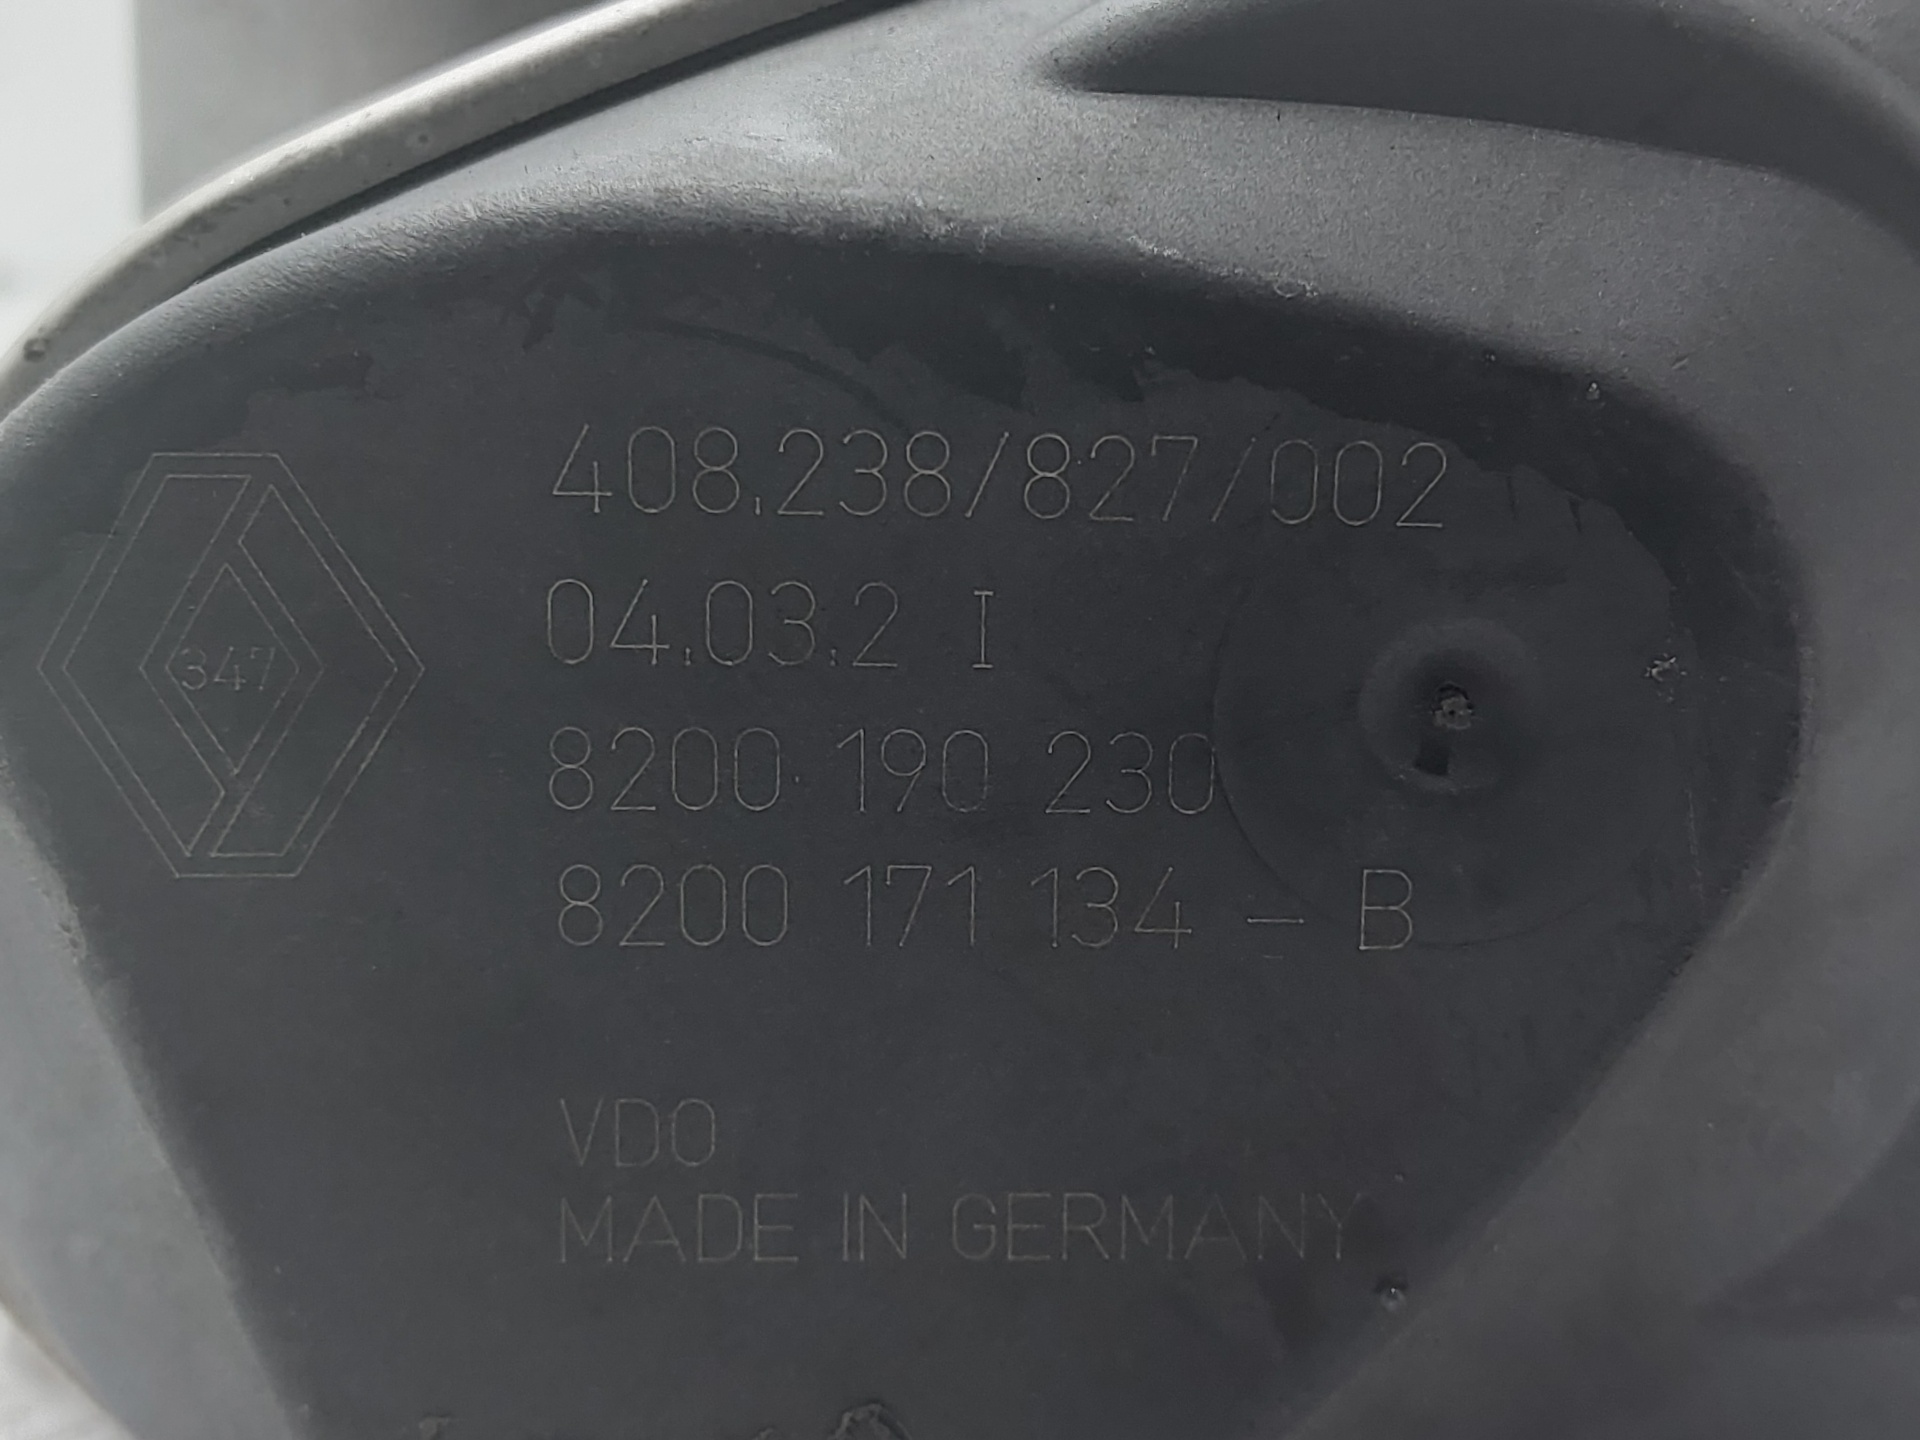 408.238/827/002
04.03.2 I
347
8200 190 230
8200 171 134 - B
VDO
MADE IN GERMANY